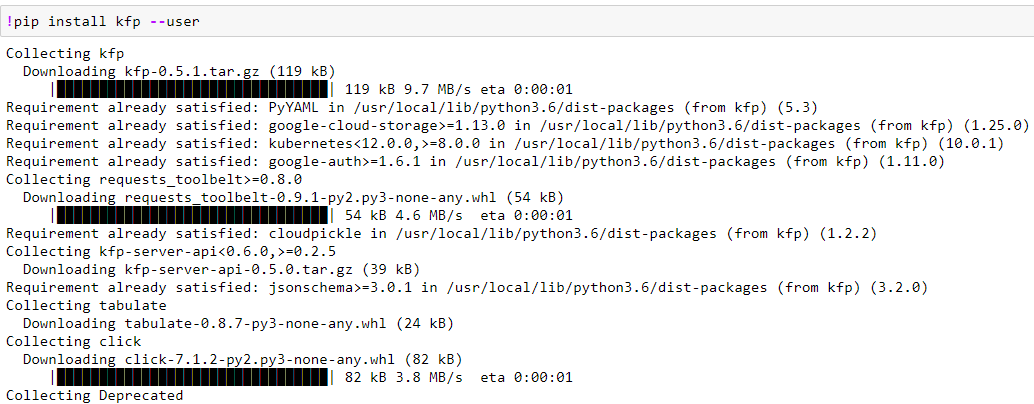 !pip install kfp --user
Collecting kfp
Downloading kfp-0.5.1.tar.gz (119 kB)
|████████████████████████████████| 119 kB 9.7 MB/s eta 0:00:01
Requirement already satisfied: PyYAML in /usr/local/lib/python3.6/dist-packages (from kfp) (5.3)
Requirement already satisfied: google-cloud-storage>=1.13.0 in /usr/local/lib/python3.6/dist-packages (from kfp) (1.25.0)
Requirement already satisfied: kubernetes<12.0.0,>=8.0.0 in /usr/local/lib/python3.6/dist-packages (from kfp) (10.0.1)
Requirement already satisfied: google-auth>=1.6.1 in /usr/local/lib/python3.6/dist-packages (from kfp) (1.11.0)
Collecting requests_toolbelt>=0.8.0
Downloading requests_toolbelt-0.9.1-py2.py3-none-any.whl (54 kB)
|████████████████████████████████| 54 kB 4.6 MB/s  eta 0:00:01
Requirement already satisfied: cloudpickle in /usr/local/lib/python3.6/dist-packages (from kfp) (1.2.2)
Collecting kfp-server-api<0.6.0,>=0.2.5
Downloading kfp-server-api-0.5.0.tar.gz (39 kB)
Requirement already satisfied: jsonschema>=3.0.1 in /usr/local/lib/python3.6/dist-packages (from kfp) (3.2.0)
Collecting tabulate
Downloading tabulate-0.8.7-py3-none-any.whl (24 kB)
Collecting click
Downloading click-7.1.2-py2.py3-none-any.whl (82 kB)
|████████████████████████████████| 82 kB 3.8 MB/s  eta 0:00:01
Collecting Deprecated